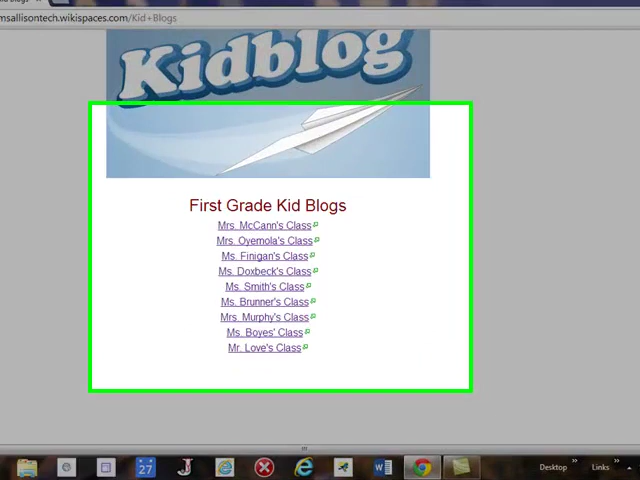 msallisontech.wikispaces.com/Kid+Blogs
Kidblog
First Grade Kid Blogs
Mrs. McCann's Class
Mrs. Oyemola's Class
Ms. Finigan's Class
Ms. Doxbeck's Class
Ms. Smith's Class
Ms. Brunner's Class
Mrs. Murphy's Class
Ms. Boyes' Class
Mr. Love's Class
27
Desktop
Links